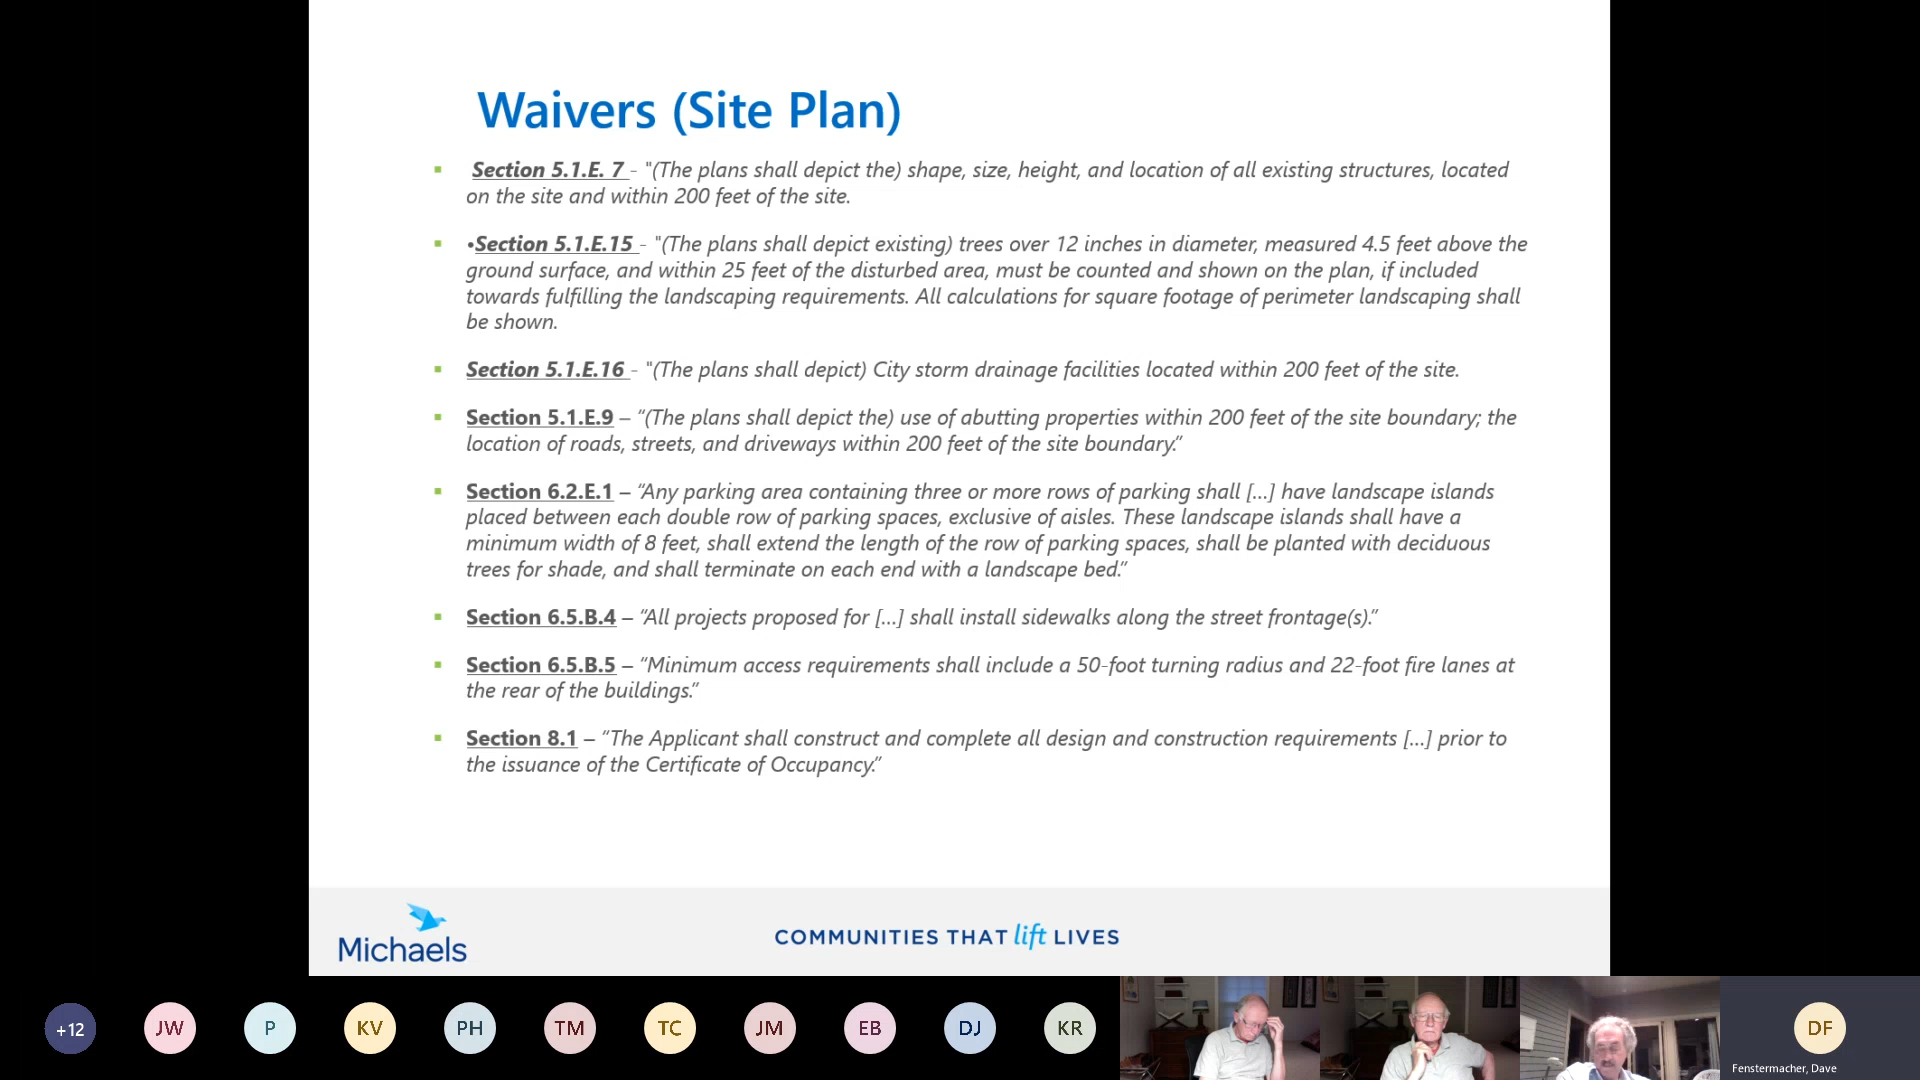 Waivers (Site Plan)
Section 5.1.E. 7 - "(The plans shall depict the) shape, size, height, and location of all existing structures, located
on the site and within 200 feet of the site.
•Section 5.1.E.15 - "(The plans shall depict existing) trees over 12 inches in diameter, measured 4.5 feet above the
ground surface, and within 25 feet of the disturbed area, must be counted and shown on the plan, if included
towards fulfilling the landscaping requirements. All calculations for square footage of perimeter landscaping shall
be shown.
Section 5.1.E.16 - "(The plans shall depict) City storm drainage facilities located within 200 feet of the site.
Section 5.1.E.9 – “(The plans shall depict the) use of abutting properties within 200 feet of the site boundary; the
location of roads, streets, and driveways within 200 feet of the site boundary.”
Section 6.2.E.1 – “Any parking area containing three or more rows of parking shall […] have landscape islands
placed between each double row of parking spaces, exclusive of aisles. These landscape islands shall have a
minimum width of 8 feet, shall extend the length of the row of parking spaces, shall be planted with deciduous
trees for shade, and shall terminate on each end with a landscape bed.”
Section 6.5.B.4 – “All projects proposed for […] shall install sidewalks along the street frontage(s).”
Section 6.5.B.5 – “Minimum access requirements shall include a 50-foot turning radius and 22-foot fire lanes at
the rear of the buildings.”
Section 8.1 – “The Applicant shall construct and complete all design and construction requirements […] prior to
the issuance of the Certificate of Occupancy.”
Michaels
COMMUNITIES THAT lift LIVES
+12 JW P KV PH TM TC JM EB DJ KR DF
Fenstermacher, Dave